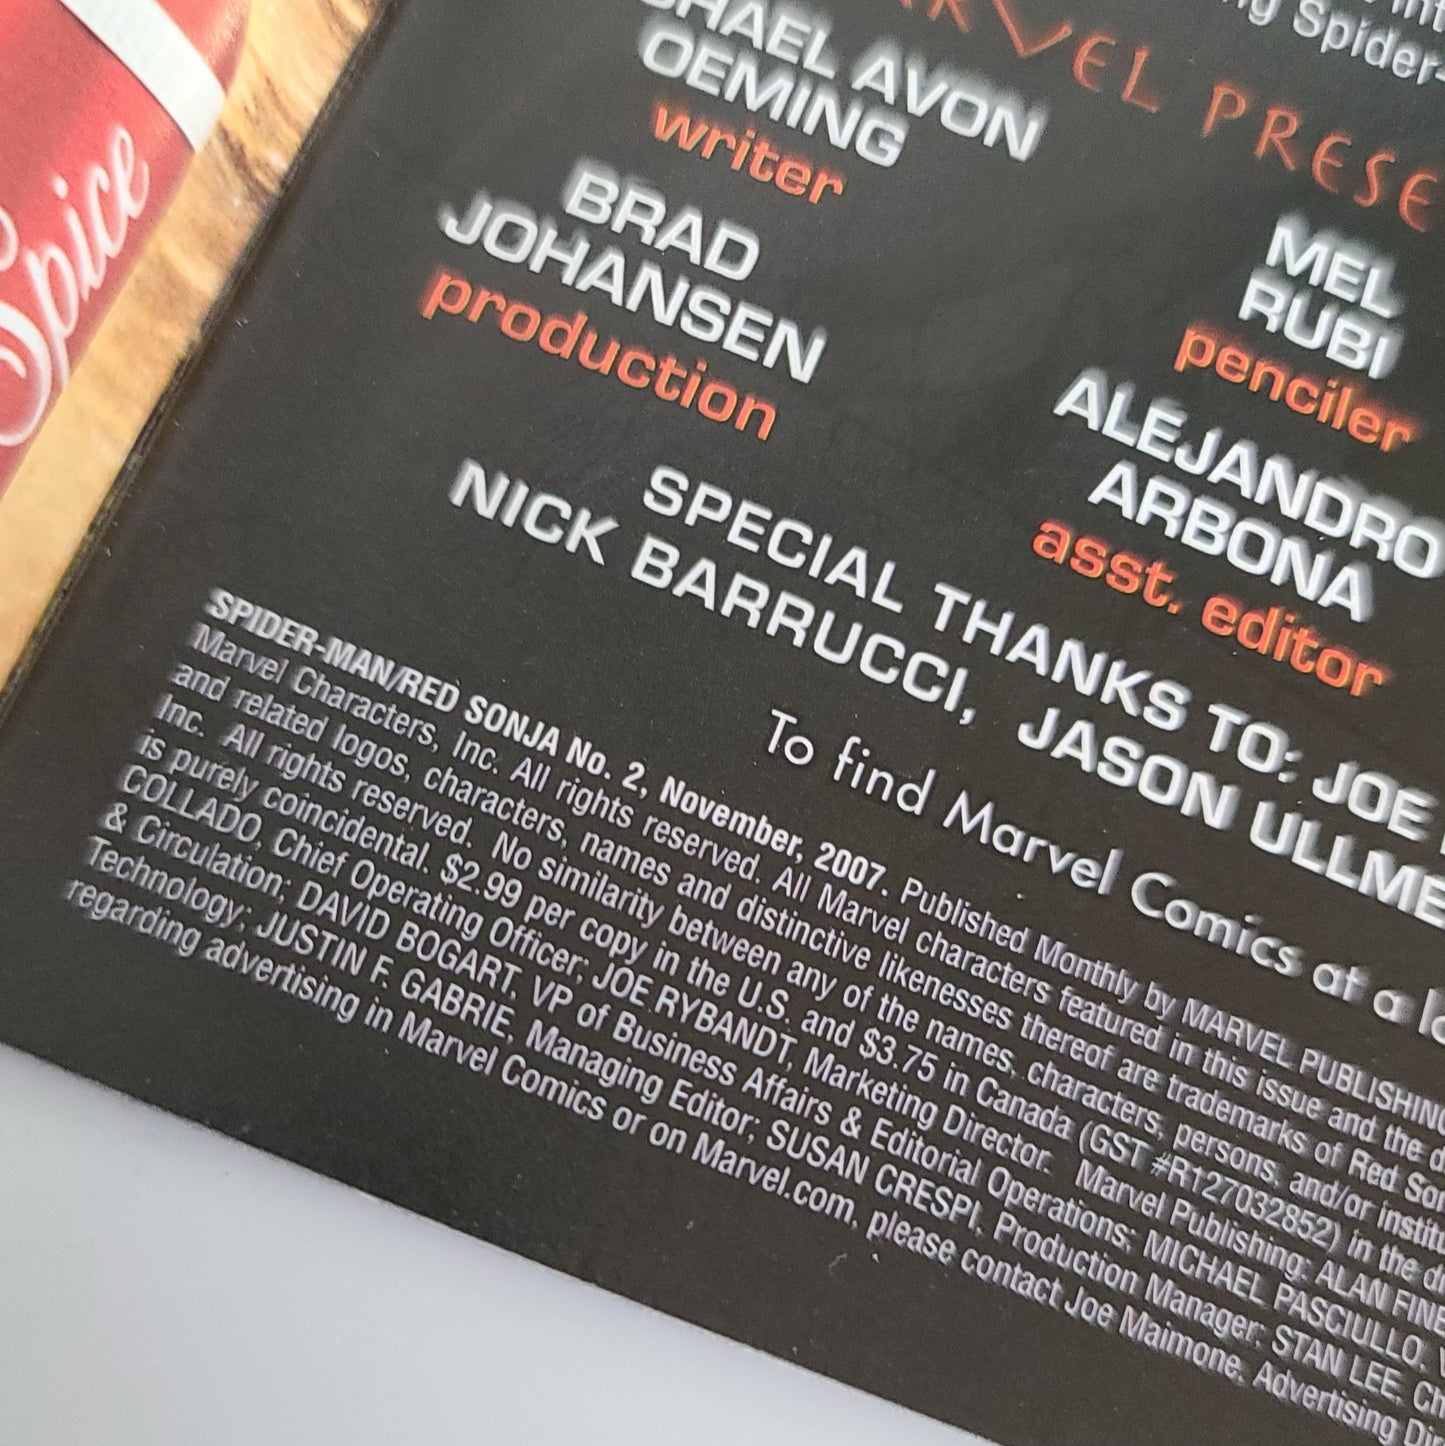 Spice
Spider-
MARVEL PRESE
AVON
OEMING
writer
BRAD
JOHANSEN
production
MEL
RUBI
penciler
ALEJANDRO
ARBONA
asst. editor
SPECIAL THANKS TO: JOE
NICK BARRUCCI, JASON ULLME
To find Marvel Comics at a lo
SPIDER-MAN/RED SONJA No. 2, November, 2007. Published Monthly by MARVEL PUBLISHING
Marvel Characters, Inc. All rights reserved. All Marvel characters featured in this issue and the d
and related logos, characters, names and distinctive likenesses thereof are trademarks of Red Son
Inc. All rights reserved. No similarity between any of the names, characters, persons, and/or institu
is purely coincidental. $2.99 per copy in the U.S. and $3.75 in Canada (GST #R127032852) in the di
COLLADO, Chief Operating Officer; JOE RYBANDT, Marketing Director. Marvel Publishing: ALAN FINE
& Circulation; DAVID BOGART, VP of Business Affairs & Editorial Operations; MICHAEL PASCIULLO, V
Technology; JUSTIN F. GABRIE, Managing Editor; SUSAN CRESPI, Production Manager; STAN LEE, Ch
regarding advertising in Marvel Comics or on Marvel.com, please contact Joe Maimone, Advertising Dir